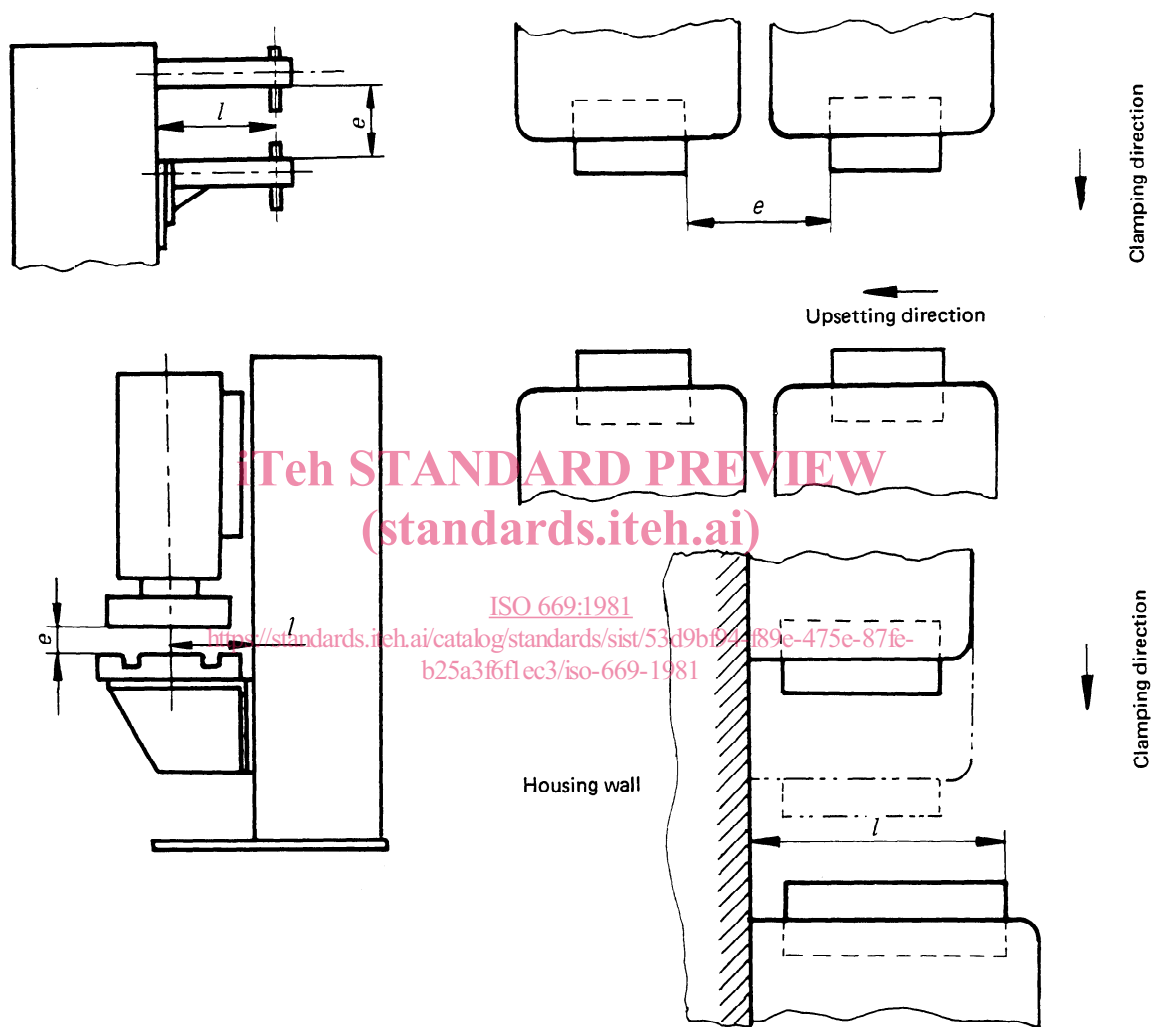 l
e
e
Clamping direction
Upsetting direction
iTeh STANDARD PREVIEW
(standards.iteh.ai)
ISO 669:1981
e
l
https://standards.iteh.ai/catalog/standards/sist/53d9bf94-f89e-475e-87fe-
b25a3f6f1ec3/iso-669-1981
Clamping direction
Housing wall
l